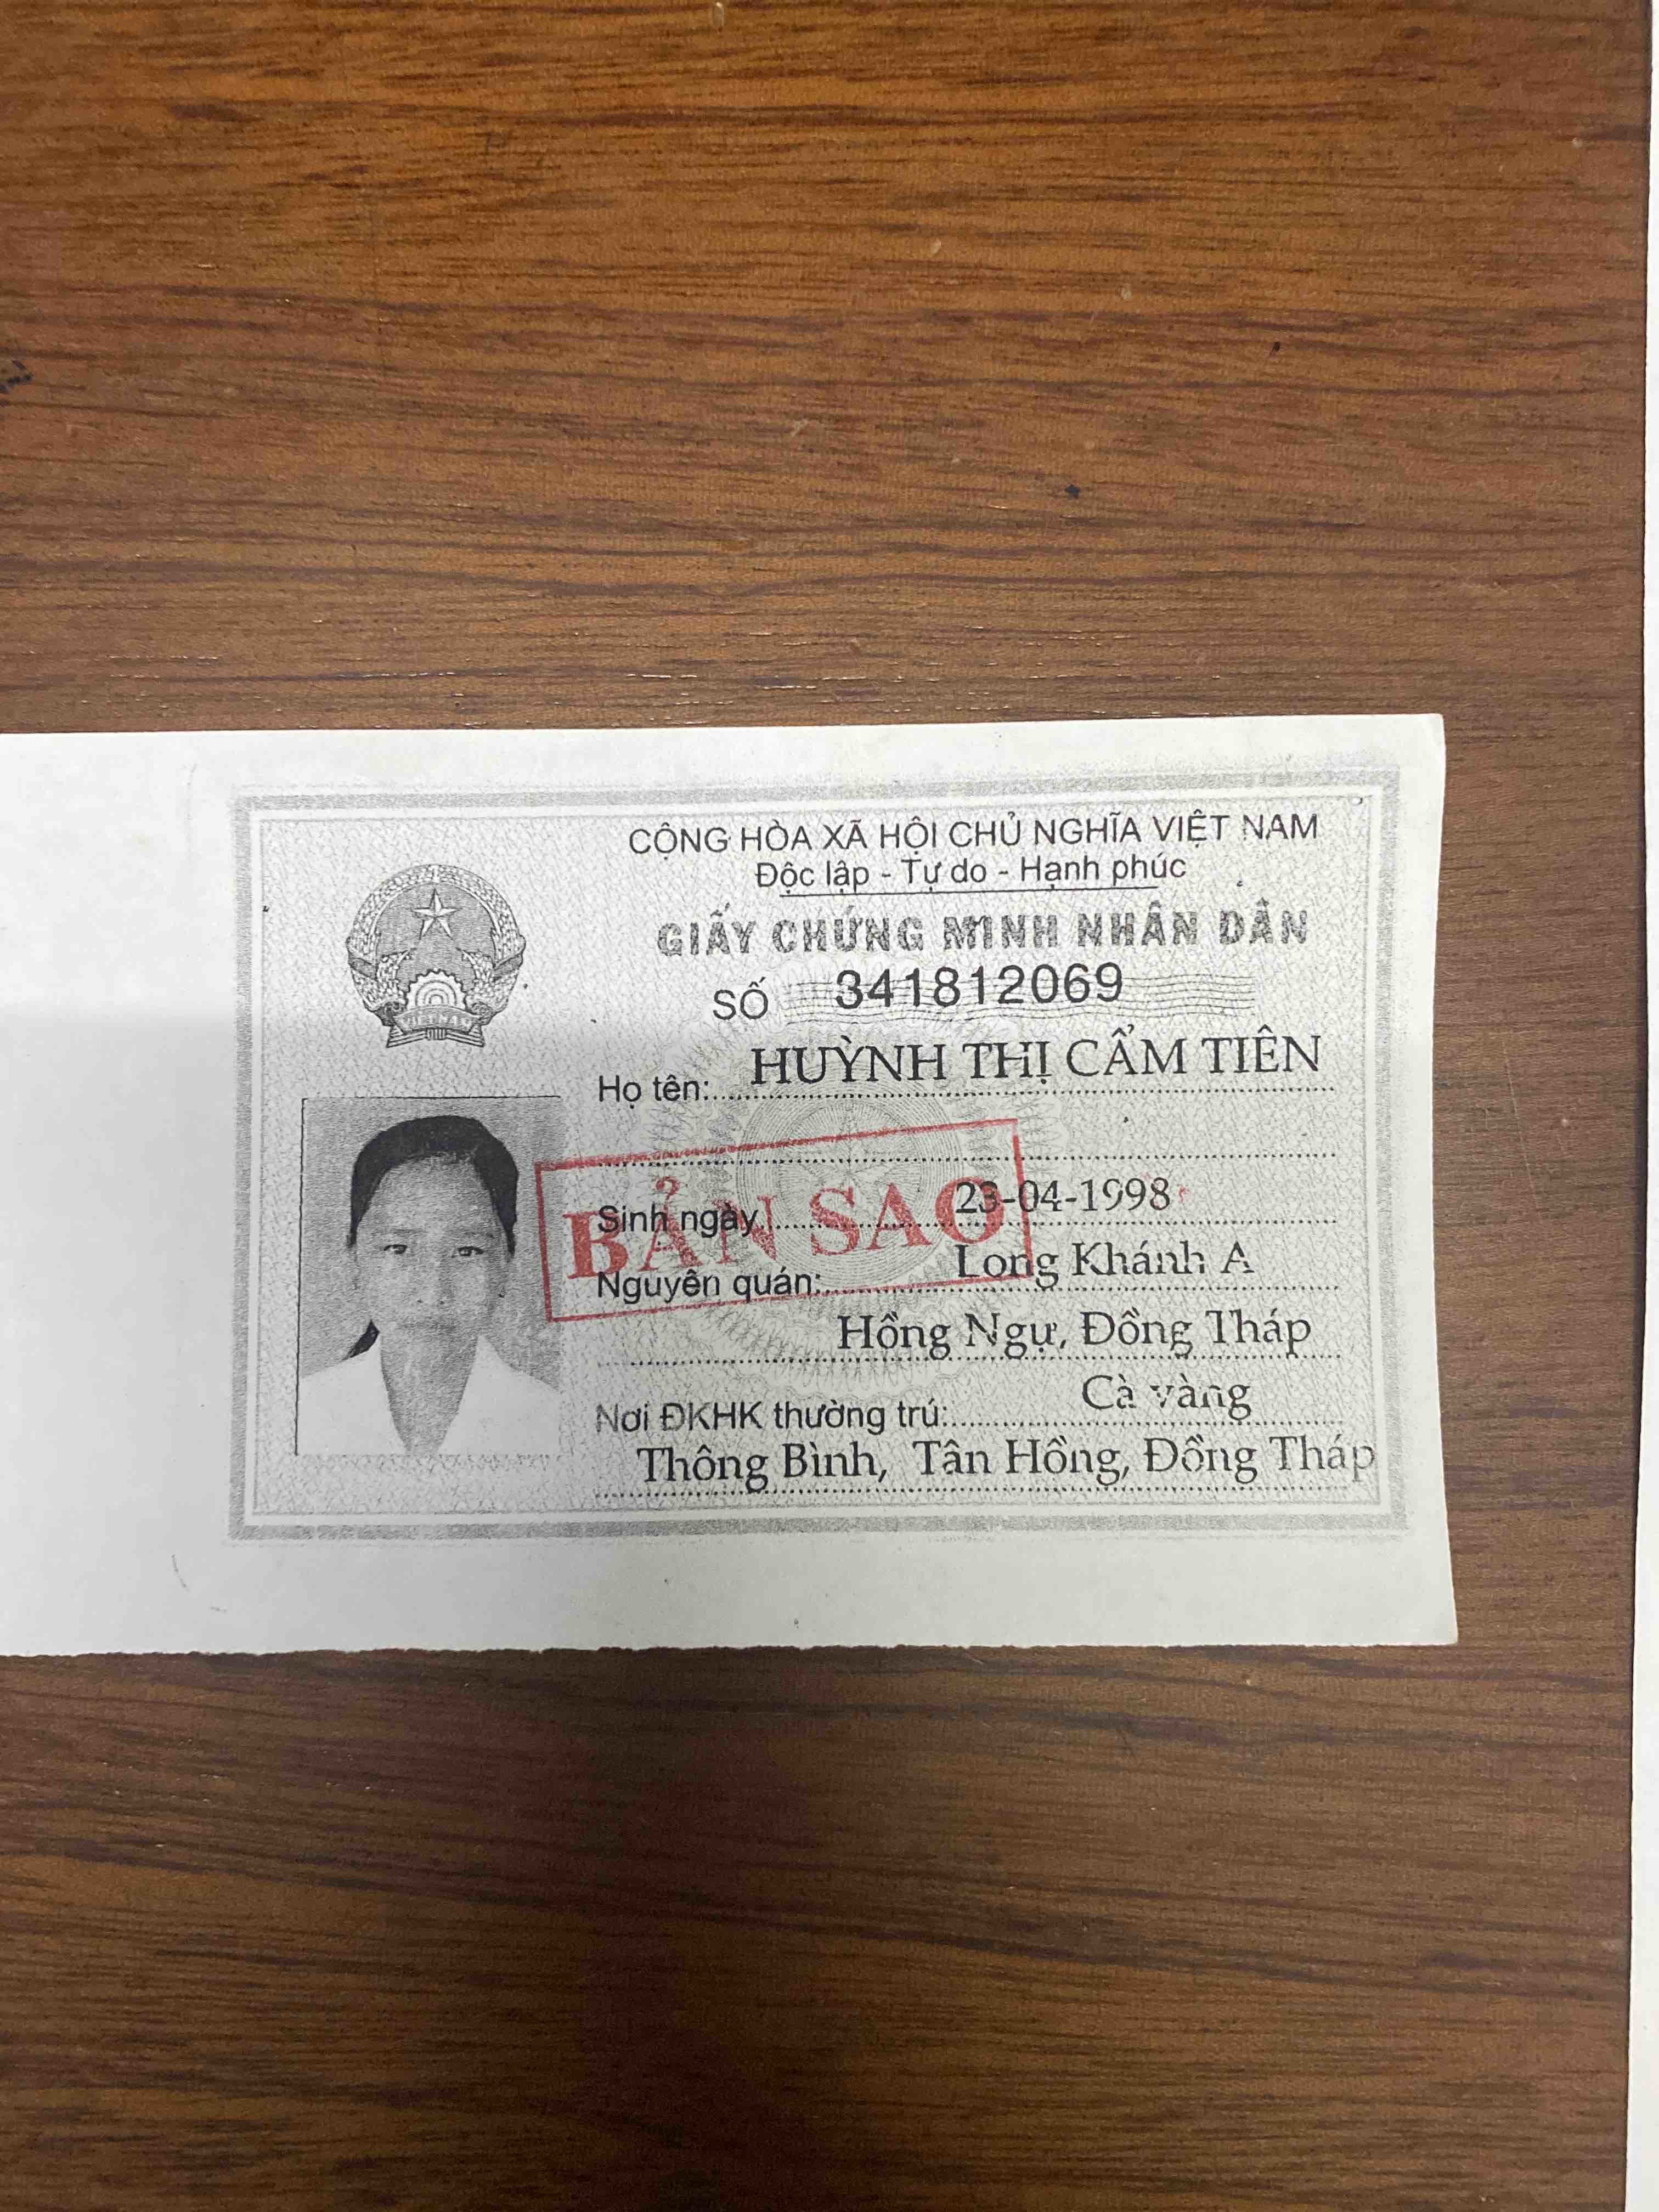 CỘNG HÒA XÃ HỘI CHỦ NGHĨA VIỆT NAM
Độc lập - Tự do - Hạnh phúc
GIẤY CHỨNG MINH NHÂN DÂN
SỐ 341812069
Họ tên: HUỲNH THỊ CẨM TIÊN
BẢN SAO
Sinh ngày 23-04-1998
Nguyên quán: Long Khánh A
Hồng Ngự, Đồng Tháp
Nơi ĐKHK thường trú: Cà vàng
Thông Bình, Tân Hồng, Đồng Tháp
VIỆT NAM